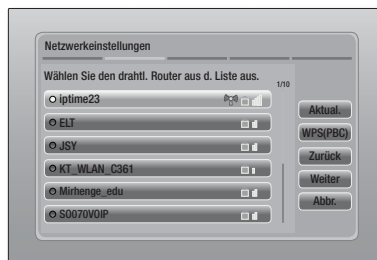 Netzwerkeinstellungen
Wählen Sie den drahtl. Router aus d. Liste aus.
1/10
iptime23
ELT
JSY
KT_WLAN_C361
Mirhenge_edu
SO070VOIP
Aktual.
WPS(PBC)
Zurück
Weiter
Abbr.